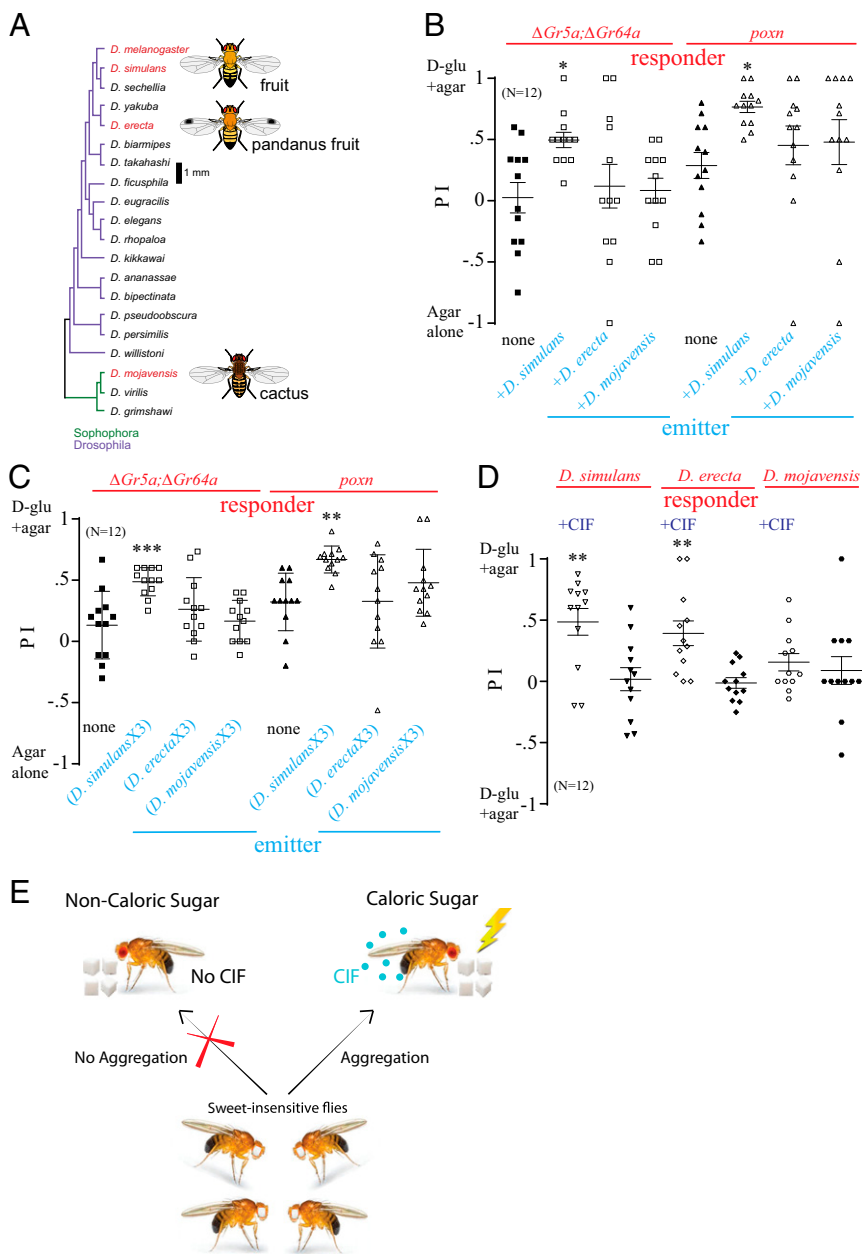 A
D. melanogaster
D. simulans
D. sechellia
D. yakuba
D. erecta
D. biarmipes
D. takahashi
D. ficusphila
D. eugracilis
D. elegans
D. rhopaloa
D. kikkawai
D. ananassae
D. bipectinata
D. pseudoobscura
D. persimilis
D. willistoni
D. mojavensis
D. virilis
D. grimshawi
Sophophora
Drosophila
fruit
pandanus fruit
1 mm
cactus
B
ΔGr5a;ΔGr64a
poxn
responder
D-glu
+agar
1
(N=12)
*
*
.5
P I
0
-.5
Agar
alone
-1
none
+D. simulans
+D. erecta
+D. mojavensis
none
+D. simulans
+D. erecta
+D. mojavensis
emitter
C
ΔGr5a;ΔGr64a
poxn
responder
D-glu
+agar
1
(N=12)
***
**
.5
P I
0
-.5
Agar
alone
-1
none
(D. simulansX3)
(D. erectaX3)
(D. mojavensisX3)
none
(D. simulansX3)
(D. erectaX3)
(D. mojavensisX3)
emitter
D
D. simulans
D. erecta
D. mojavensis
responder
+CIF
+CIF
+CIF
D-glu
+agar
1
**
**
.5
P I
0
-.5
D-glu
+agar
-1
(N=12)
E
Non-Caloric Sugar
Caloric Sugar
No CIF
CIF
No Aggregation
Aggregation
Sweet-insensitive flies